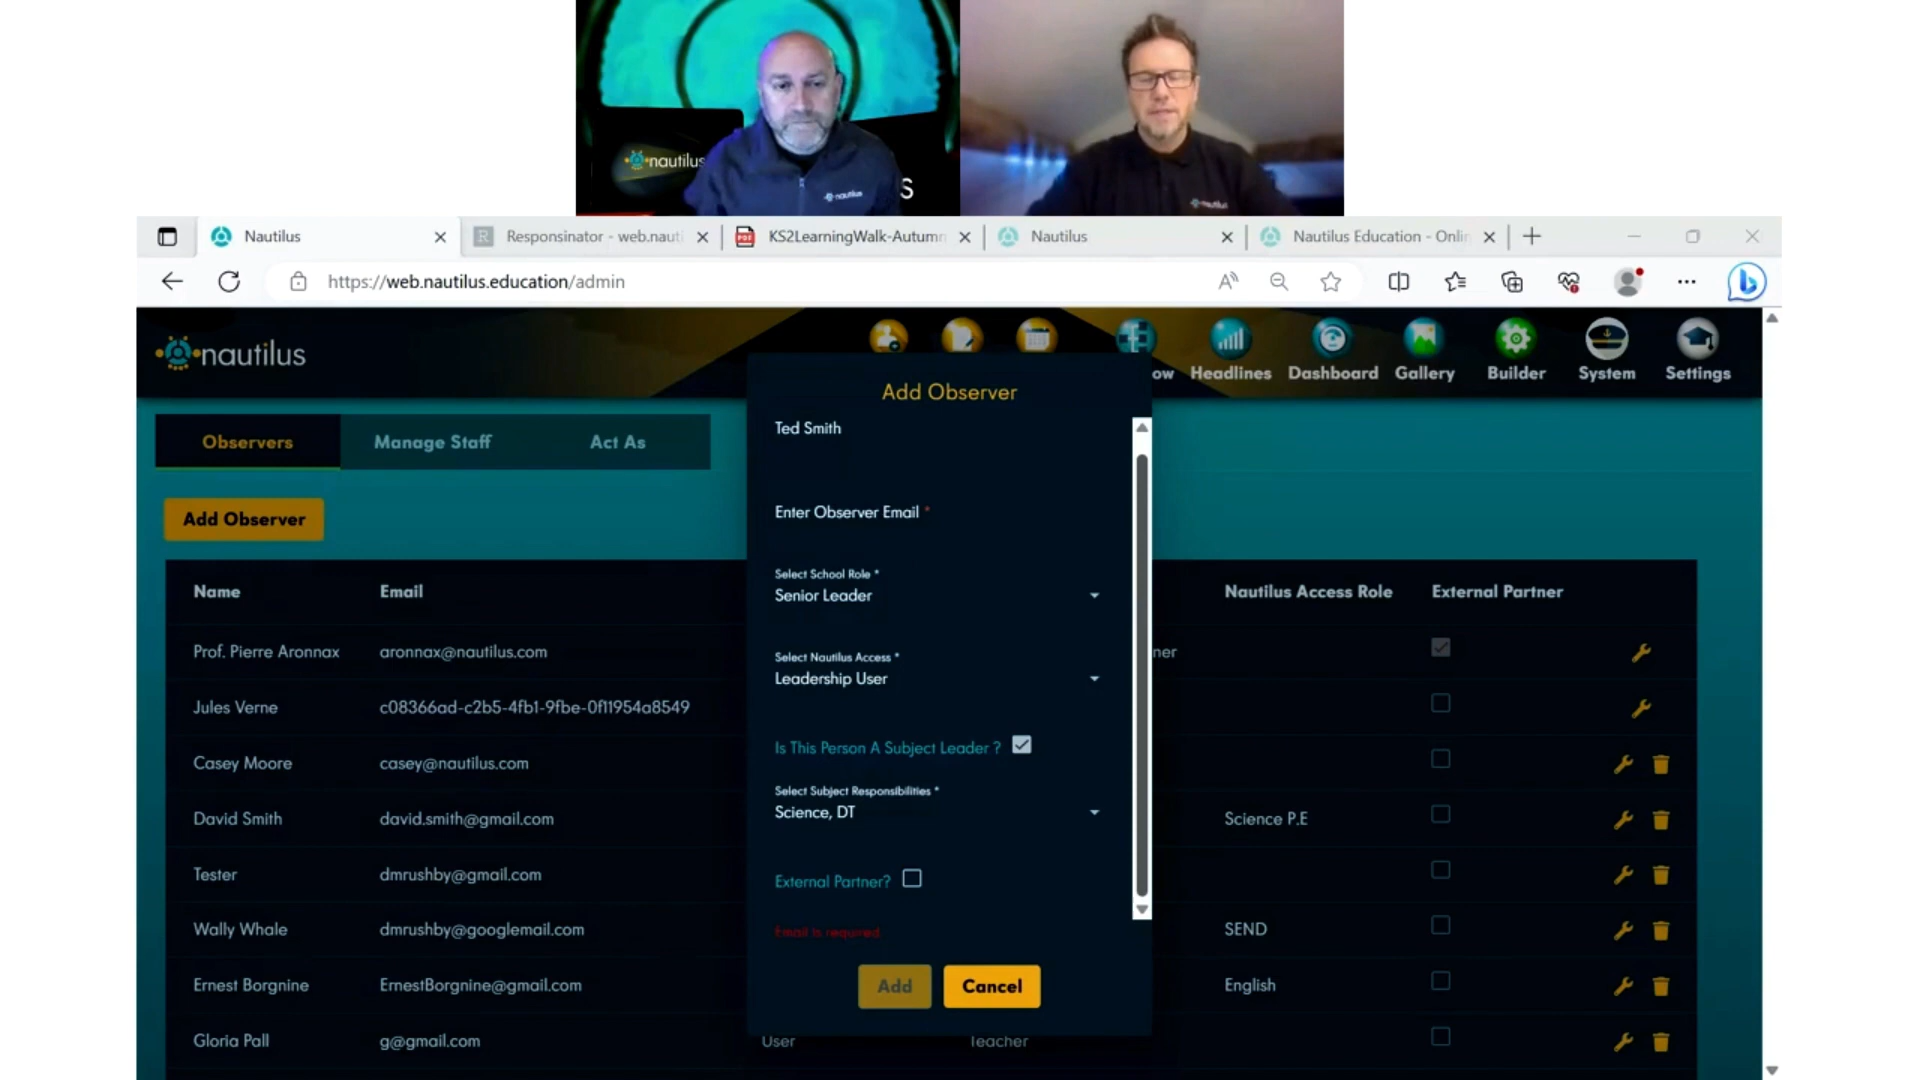 nautilus
S
nautilus
nautilus
Nautilus
Responsinator - web.nauti
PDF
KS2LearningWalk-Autumn
Nautilus
Nautilus Education - Onlin
https://web.nautilus.education/admin
nautilus
ow
Headlines
Dashboard
Gallery
Builder
System
Settings
Observers
Manage Staff
Act As
Add Observer
Name
Email
Nautilus Access Role
External Partner
Prof. Pierre Aronnax
aronnax@nautilus.com
ner
Jules Verne
c08366ad-c2b5-4fb1-9fbe-0f11954a8549
Casey Moore
casey@nautilus.com
David Smith
david.smith@gmail.com
Science P.E
Tester
dmrushby@gmail.com
Wally Whale
dmrushby@googlemail.com
SEND
Ernest Borgnine
ErnestBorgnine@gmail.com
English
Gloria Pall
g@gmail.com
User
Teacher
Add Observer
Ted Smith
Enter Observer Email *
Select School Role *
Senior Leader
Select Nautilus Access *
Leadership User
Is This Person A Subject Leader ?
Select Subject Responsibilities *
Science, DT
External Partner?
Email is required
Add
Cancel